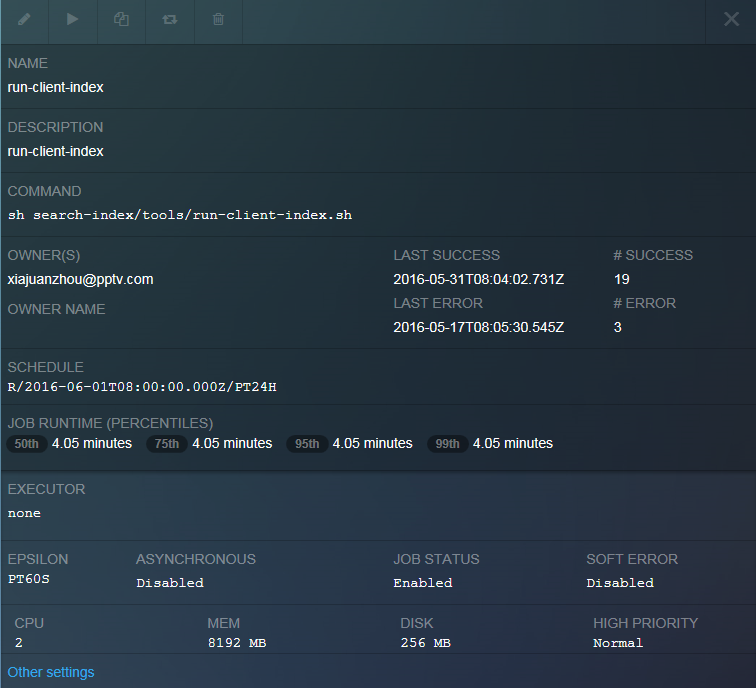 NAME
run-client-index
DESCRIPTION
run-client-index
COMMAND
sh search-index/tools/run-client-index.sh
OWNER(S) LAST SUCCESS # SUCCESS
xiajuanzhou@pptv.com 2016-05-31T08:04:02.731Z 19
OWNER NAME LAST ERROR # ERROR
2016-05-17T08:05:30.545Z 3
SCHEDULE
R/2016-06-01T08:00:00.000Z/PT24H
JOB RUNTIME (PERCENTILES)
50th 4.05 minutes 75th 4.05 minutes 95th 4.05 minutes 99th 4.05 minutes
EXECUTOR
none
EPSILON ASYNCHRONOUS JOB STATUS SOFT ERROR
PT60S Disabled Enabled Disabled
CPU MEM DISK HIGH PRIORITY
2 8192 MB 256 MB Normal
Other settings